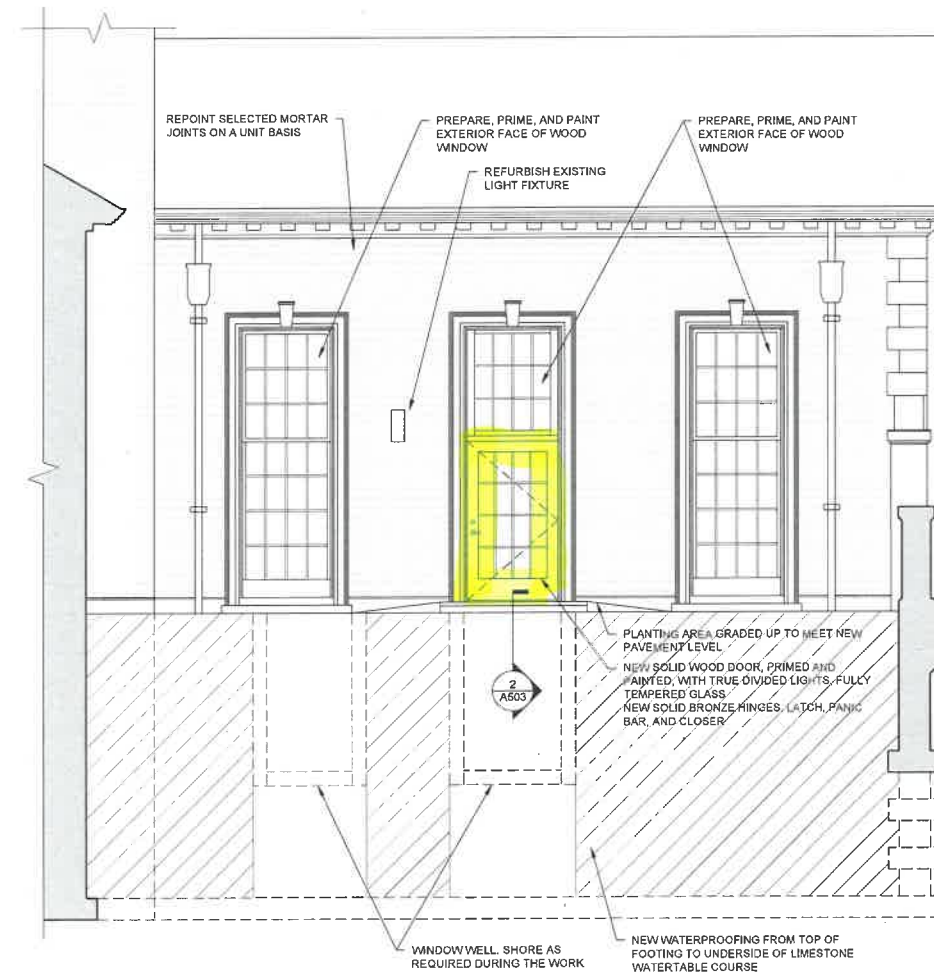 REPOINT SELECTED MORTAR
JOINTS ON A UNIT BASIS
PREPARE, PRIME, AND PAINT
EXTERIOR FACE OF WOOD
WINDOW
PREPARE, PRIME, AND PAINT
EXTERIOR FACE OF WOOD
WINDOW
REFURBISH EXISTING
LIGHT FIXTURE
PLANTING AREA GRADED UP TO MEET NEW
PAVEMENT LEVEL
NEW SOLID WOOD DOOR, PRIMED AND
PAINTED, WITH TRUE DIVIDED LIGHTS, FULLY
TEMPERED GLASS
NEW SOLID BRONZE HINGES, LATCH, PANIC
BAR, AND CLOSER
2
A503
WINDOW WELL. SHORE AS
REQUIRED DURING THE WORK
NEW WATERPROOFING FROM TOP OF
FOOTING TO UNDERSIDE OF LIMESTONE
WATERTABLE COURSE